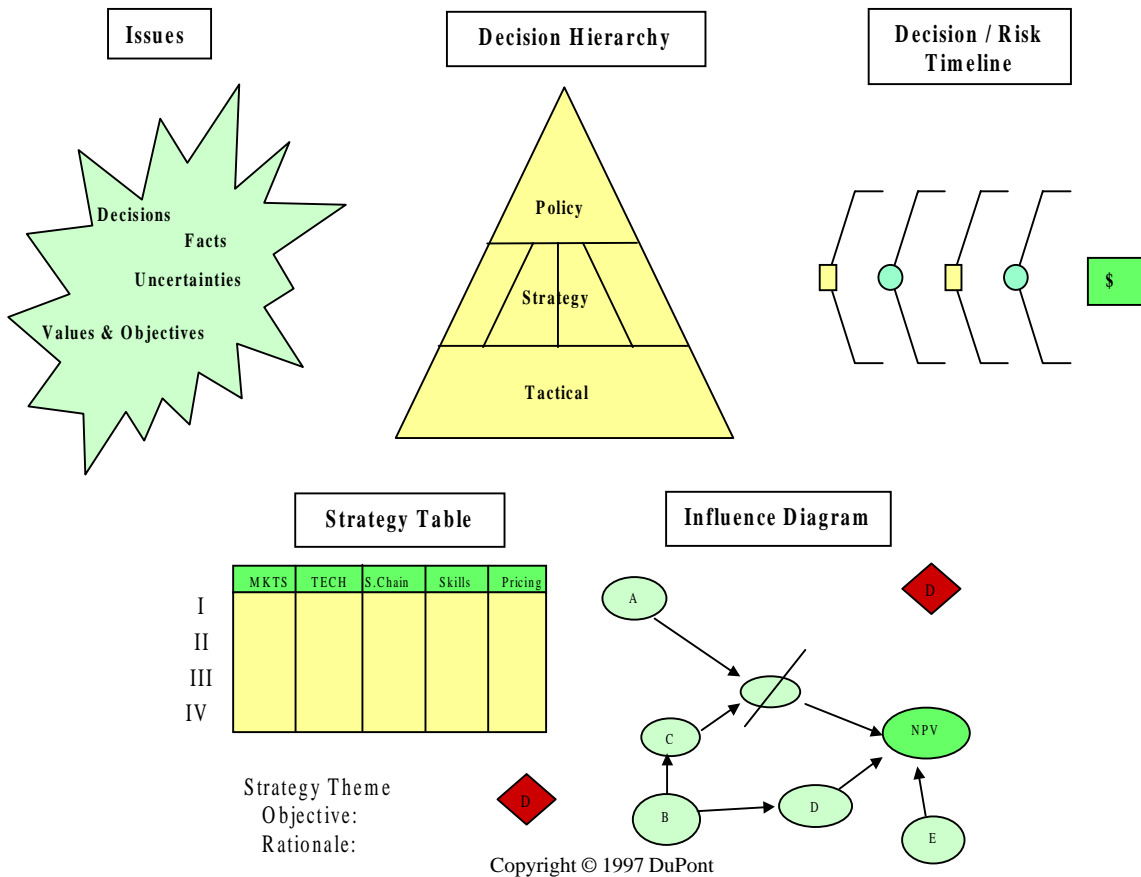 Issues
Decision Hierarchy
Decision / Risk
Timeline
Decisions
Facts
Uncertainties
Values & Objectives
Policy
Strategy
Tactical
$
Strategy Table
MKTS TECH S.Chain Skills Pricing
I
II
III
IV
Strategy Theme
Objective:
Rationale:
D
Influence Diagram
A
D
C
NPV
B
D
E
Copyright © 1997 DuPont